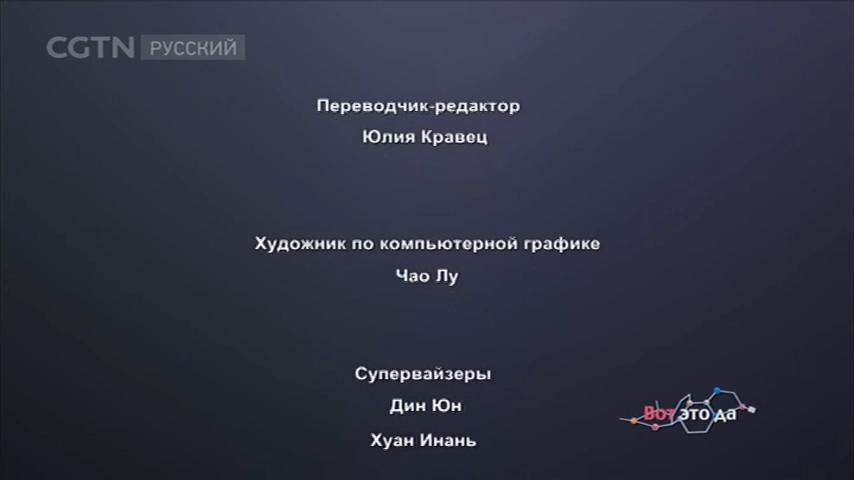 CGTN РУССКИЙ
Переводчик-редактор
Юлия Кравец
Художник по компьютерной графике
Чао Лу
Супервайзеры
Дин Юн
Хуан Инань
Вот это да